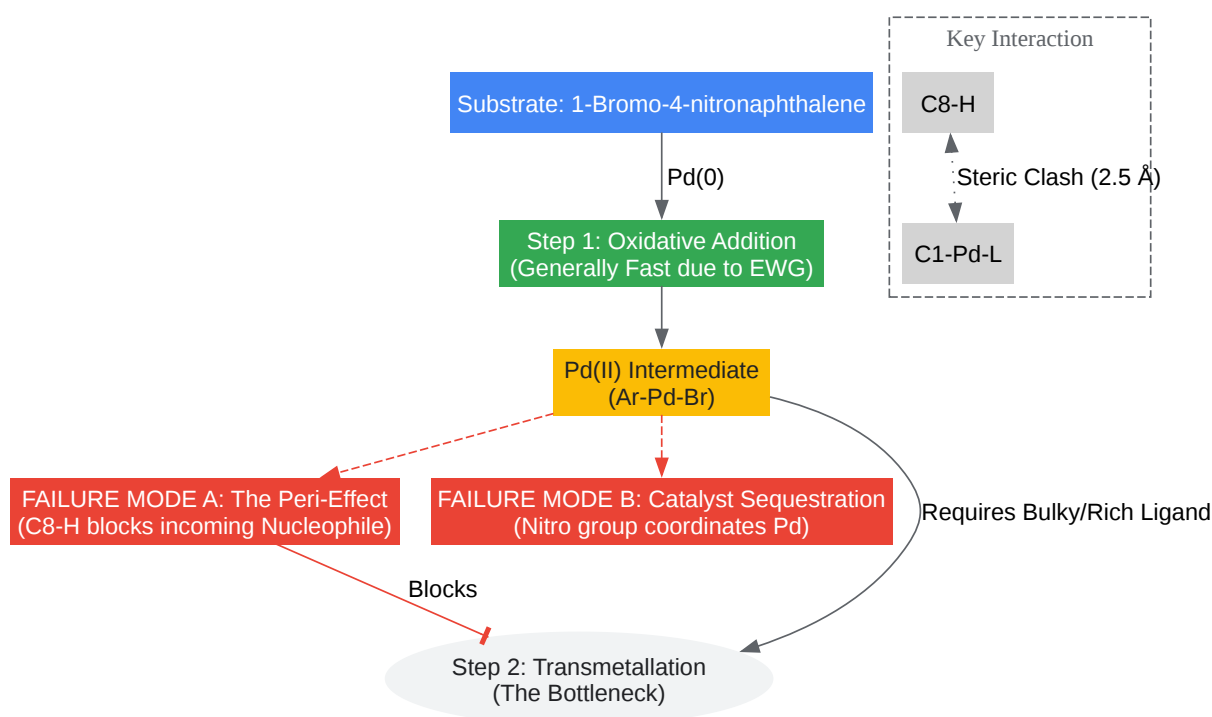 Key Interaction
Substrate: 1-Bromo-4-nitronaphthalene
C8-H
Pd(0)
Steric Clash (2.5 Å)
Step 1: Oxidative Addition
(Generally Fast due to EWG)
C1-Pd-L
Pd(II) Intermediate
(Ar-Pd-Br)
FAILURE MODE A: The Peri-Effect
(C8-H blocks incoming Nucleophile)
FAILURE MODE B: Catalyst Sequestration
(Nitro group coordinates Pd)
Requires Bulky/Rich Ligand
Blocks
Step 2: Transmetallation
(The Bottleneck)